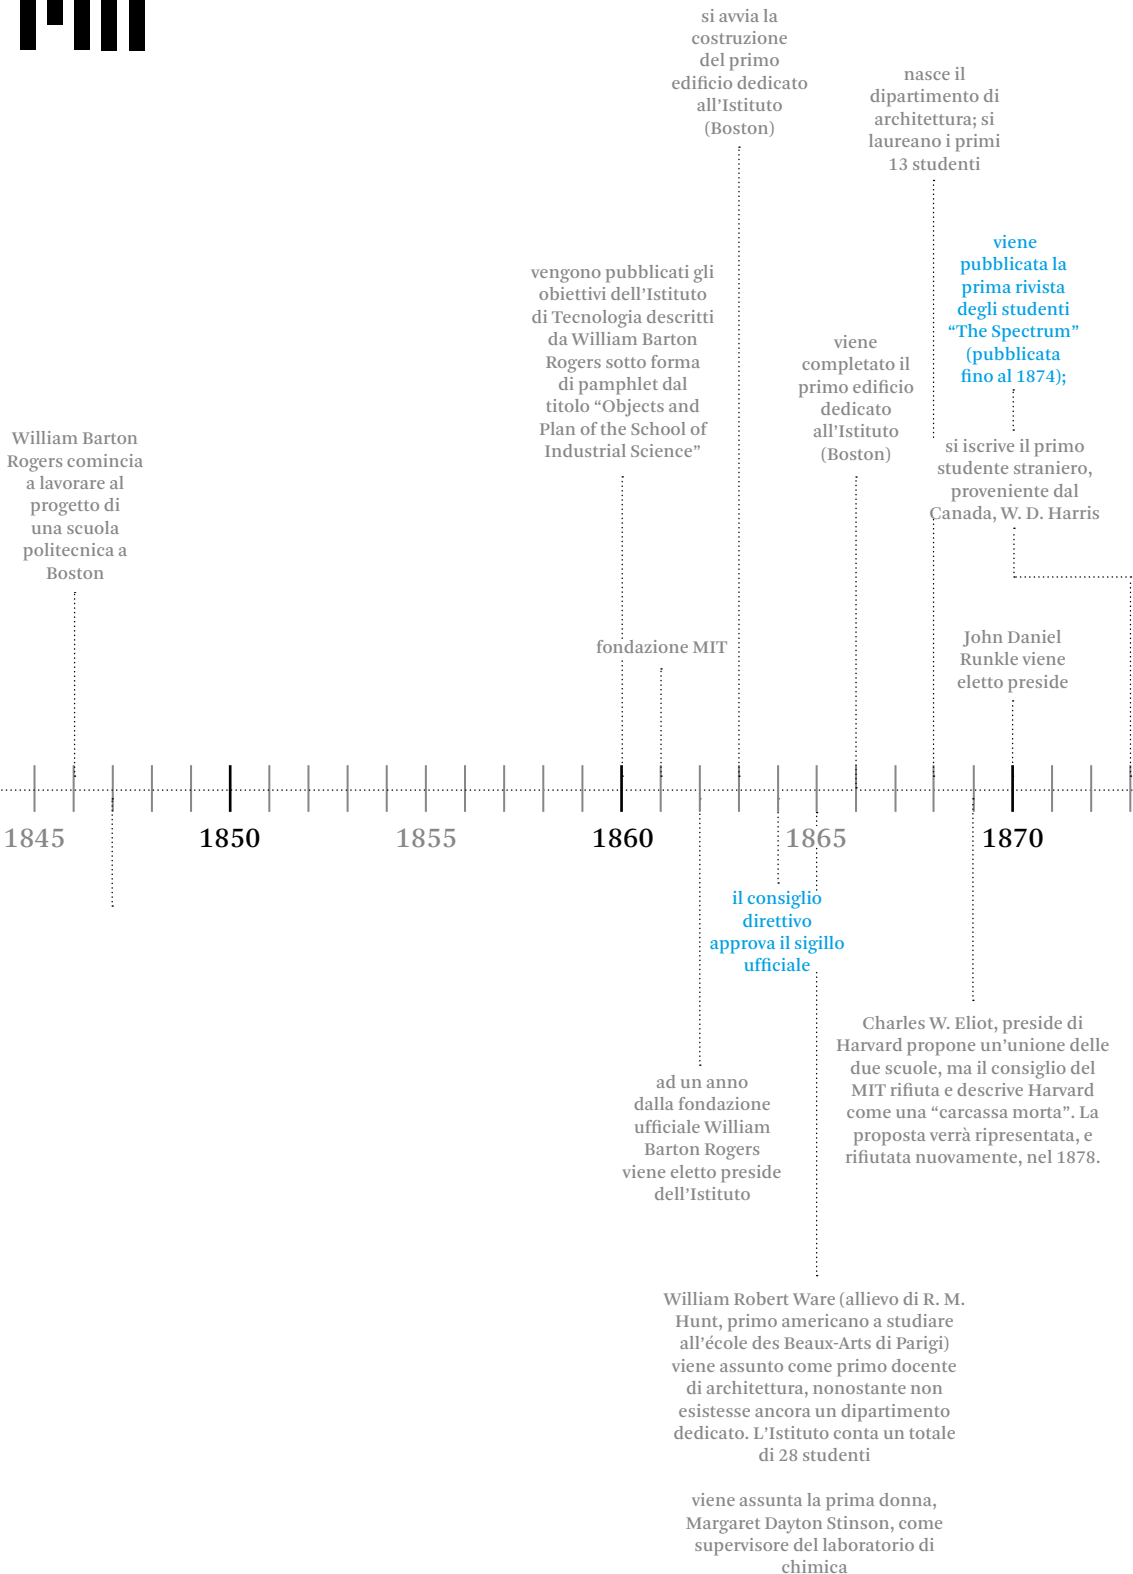 si avvia la
costruzione
del primo
edificio dedicato
all'Istituto
(Boston)
nasce il
dipartimento di
architettura; si
laureano i primi
13 studenti
viene
pubblicata la
prima rivista
degli studenti
“The Spectrum”
(pubblicata
fino al 1874);
vengono pubblicati gli
obiettivi dell’Istituto
di Tecnologia descritti
da William Barton
Rogers sotto forma
di pamphlet dal
titolo “Objects and
Plan of the School of
Industrial Science”
viene
completato il
primo edificio
dedicato
all’Istituto
(Boston)
William Barton
Rogers comincia
a lavorare al
progetto di
una scuola
politecnica a
Boston
si iscrive il primo
studente straniero,
proveniente dal
Canada, W. D. Harris
fondazione MIT
John Daniel
Runkle viene
eletto preside
1845 1850 1855 1860 1865 1870
il consiglio
direttivo
approva il sigillo
ufficiale
Charles W. Eliot, preside di
Harvard propone un’unione delle
due scuole, ma il consiglio del
MIT rifiuta e descrive Harvard
come una “carcassa morta”. La
proposta verrà ripresentata, e
rifiutata nuovamente, nel 1878.
ad un anno
dalla fondazione
ufficiale William
Barton Rogers
viene eletto preside
dell’Istituto
William Robert Ware (allievo di R. M.
Hunt, primo americano a studiare
all’école des Beaux-Arts di Parigi)
viene assunto come primo docente
di architettura, nonostante non
esistesse ancora un dipartimento
dedicato. L’Istituto conta un totale
di 28 studenti
viene assunta la prima donna,
Margaret Dayton Stinson, come
supervisore del laboratorio di
chimica